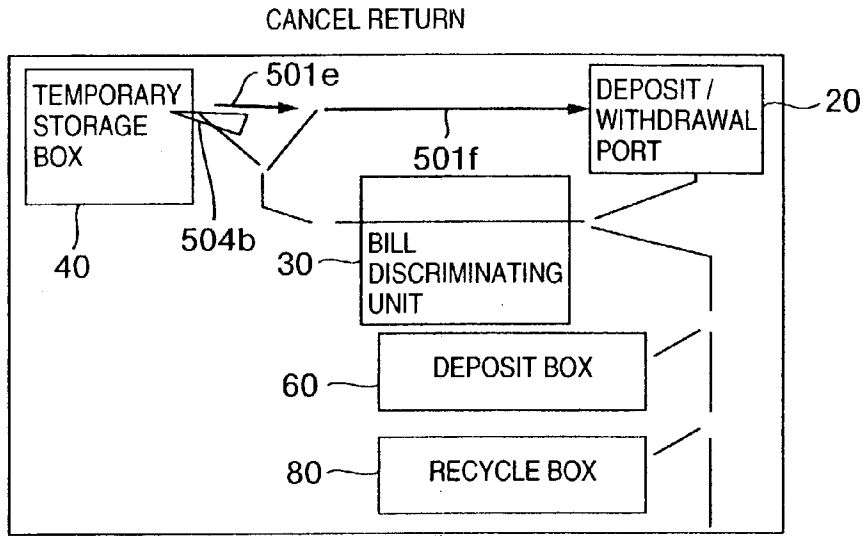 CANCEL RETURN
TEMPORARY
STORAGE
BOX
501e
DEPOSIT /
WITHDRAWAL
PORT
20
501f
504b
40
30
BILL
DISCRIMINATING
UNIT
60
DEPOSIT BOX
80
RECYCLE BOX